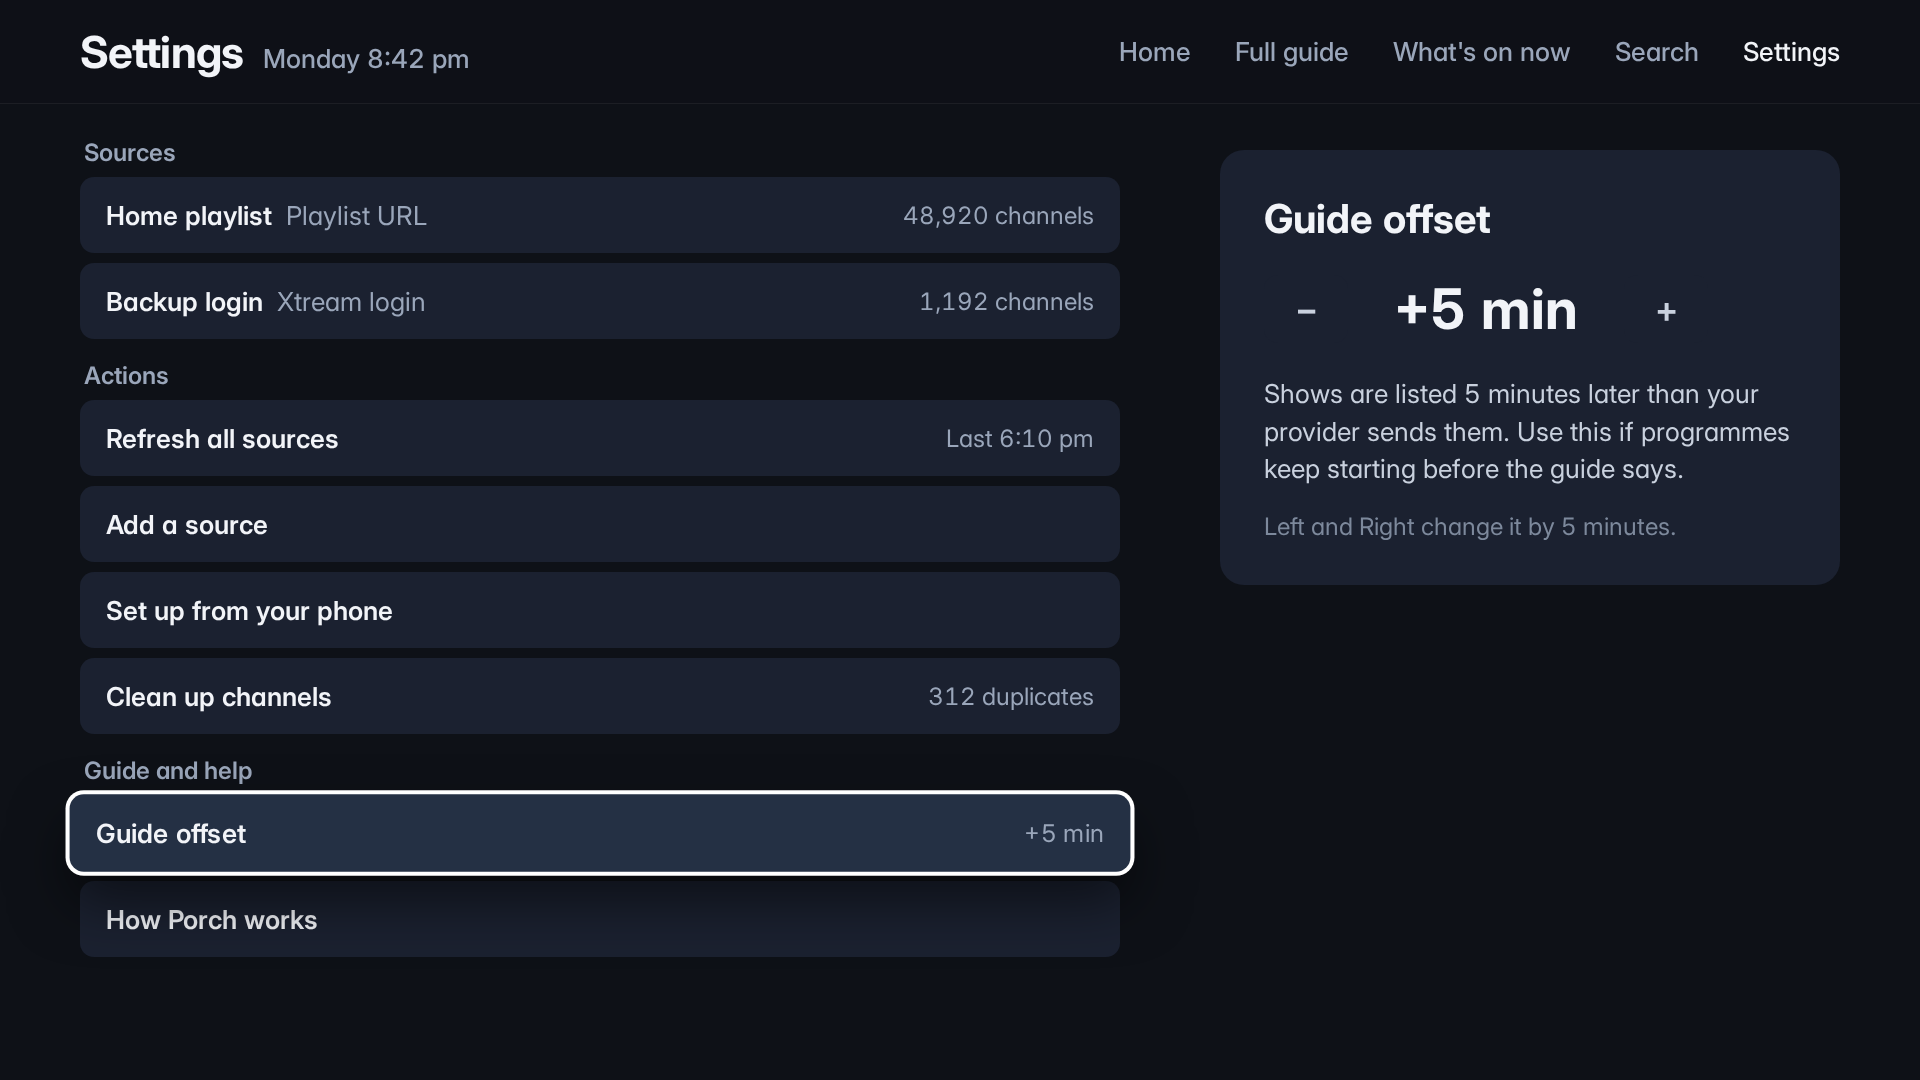 Settings Monday 8:42 pm
Home Full guide What's on now Search Settings
Sources
Home playlist Playlist URL 48,920 channels
Backup login Xtream login 1,192 channels
Actions
Refresh all sources Last 6:10 pm
Add a source
Set up from your phone
Clean up channels 312 duplicates
Guide and help
Guide offset +5 min
How Porch works
Guide offset
− +5 min +
Shows are listed 5 minutes later than your
provider sends them. Use this if programmes
keep starting before the guide says.
Left and Right change it by 5 minutes.